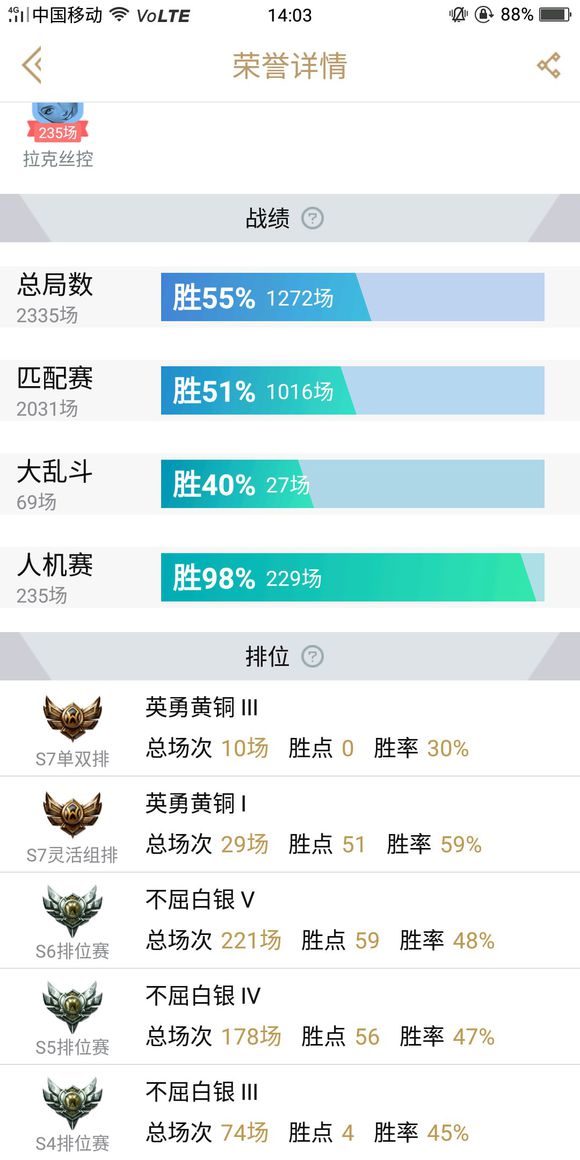 4G 中国移动 VoLTE 14:03 88%
荣誉详情
235场
拉克丝控
战绩 ?
总局数
2335场
胜55% 1272场
匹配赛
2031场
胜51% 1016场
大乱斗
69场
胜40% 27场
人机赛
235场
胜98% 229场
排位 ?
英勇黄铜 III
S7单双排
总场次 10场 胜点 0 胜率 30%
英勇黄铜 I
S7灵活组排
总场次 29场 胜点 51 胜率 59%
不屈白银 V
S6排位赛
总场次 221场 胜点 59 胜率 48%
不屈白银 IV
S5排位赛
总场次 178场 胜点 56 胜率 47%
不屈白银 III
S4排位赛
总场次 74场 胜点 4 胜率 45%